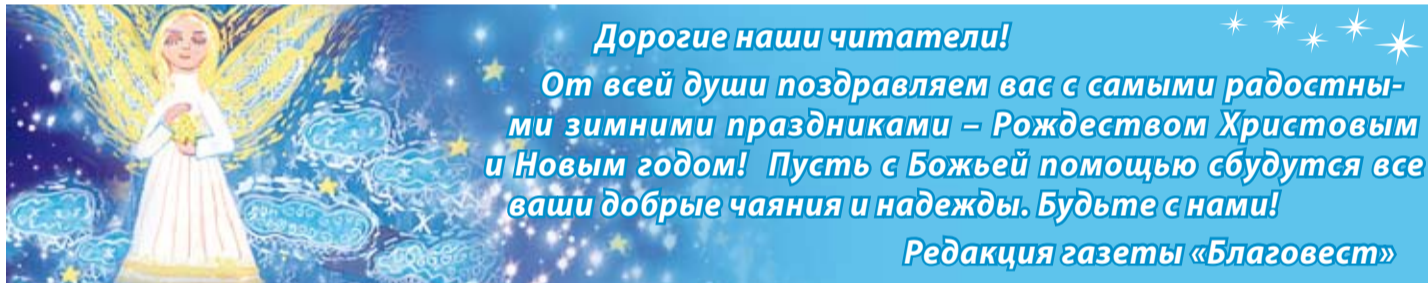 Дорогие наши читатели!
От всей души поздравляем вас с самыми радостны-
ми зимними праздниками – Рождеством Христовым
и Новым годом! Пусть с Божьей помощью сбудутся все
ваши добрые чаяния и надежды. Будьте с нами!
Редакция газеты «Благовест»